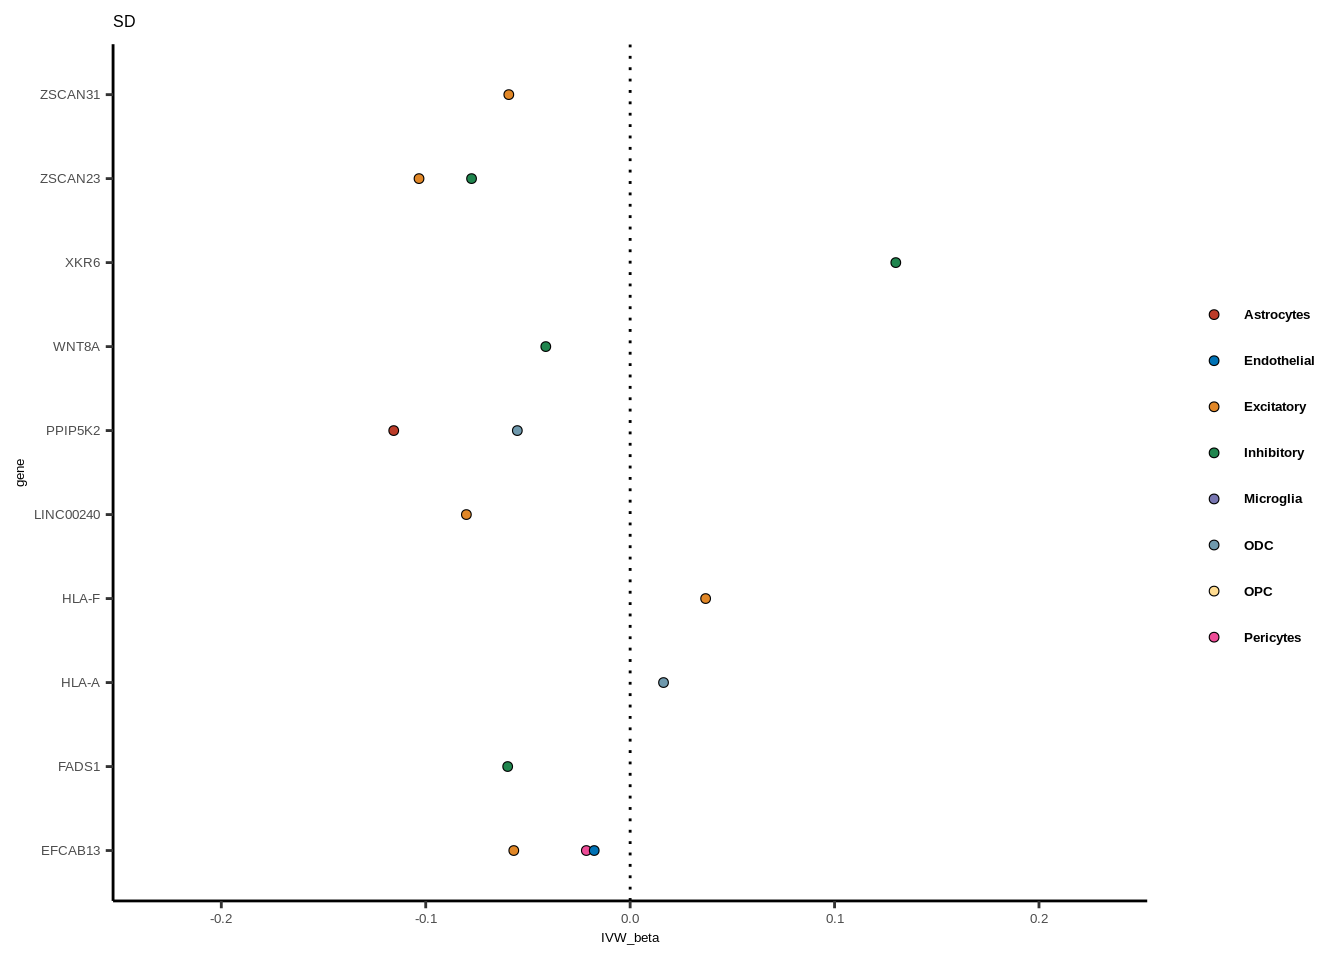 SD
ZSCAN31
ZSCAN23
XKR6
WNT8A
PPIP5K2
LINC00240
HLA-F
HLA-A
FADS1
EFCAB13
gene
-0.2
-0.1
0.0
0.1
0.2
IVW_beta
Astrocytes
Endothelial
Excitatory
Inhibitory
Microglia
ODC
OPC
Pericytes